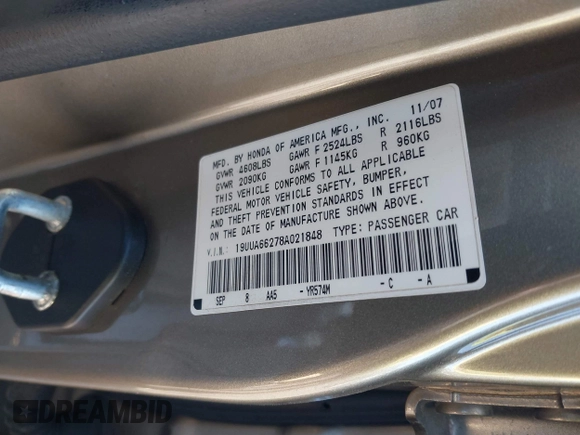 MFD. BY HONDA OF AMERICA MFG., INC. 11/07
GVWR 4608LBS GAWR F 2524LBS R 2116LBS
GVWR 2090KG GAWR F 1145KG R 960KG
THIS VEHICLE CONFORMS TO ALL APPLICABLE
FEDERAL MOTOR VEHICLE SAFETY, BUMPER,
AND THEFT PREVENTION STANDARDS IN EFFECT
ON THE DATE OF MANUFACTURE SHOWN ABOVE.
V.I.N.: 19UUA66278A021848 TYPE: PASSENGER CAR
SEP 8 AA5 - YR574M - C - A
DREAMBID